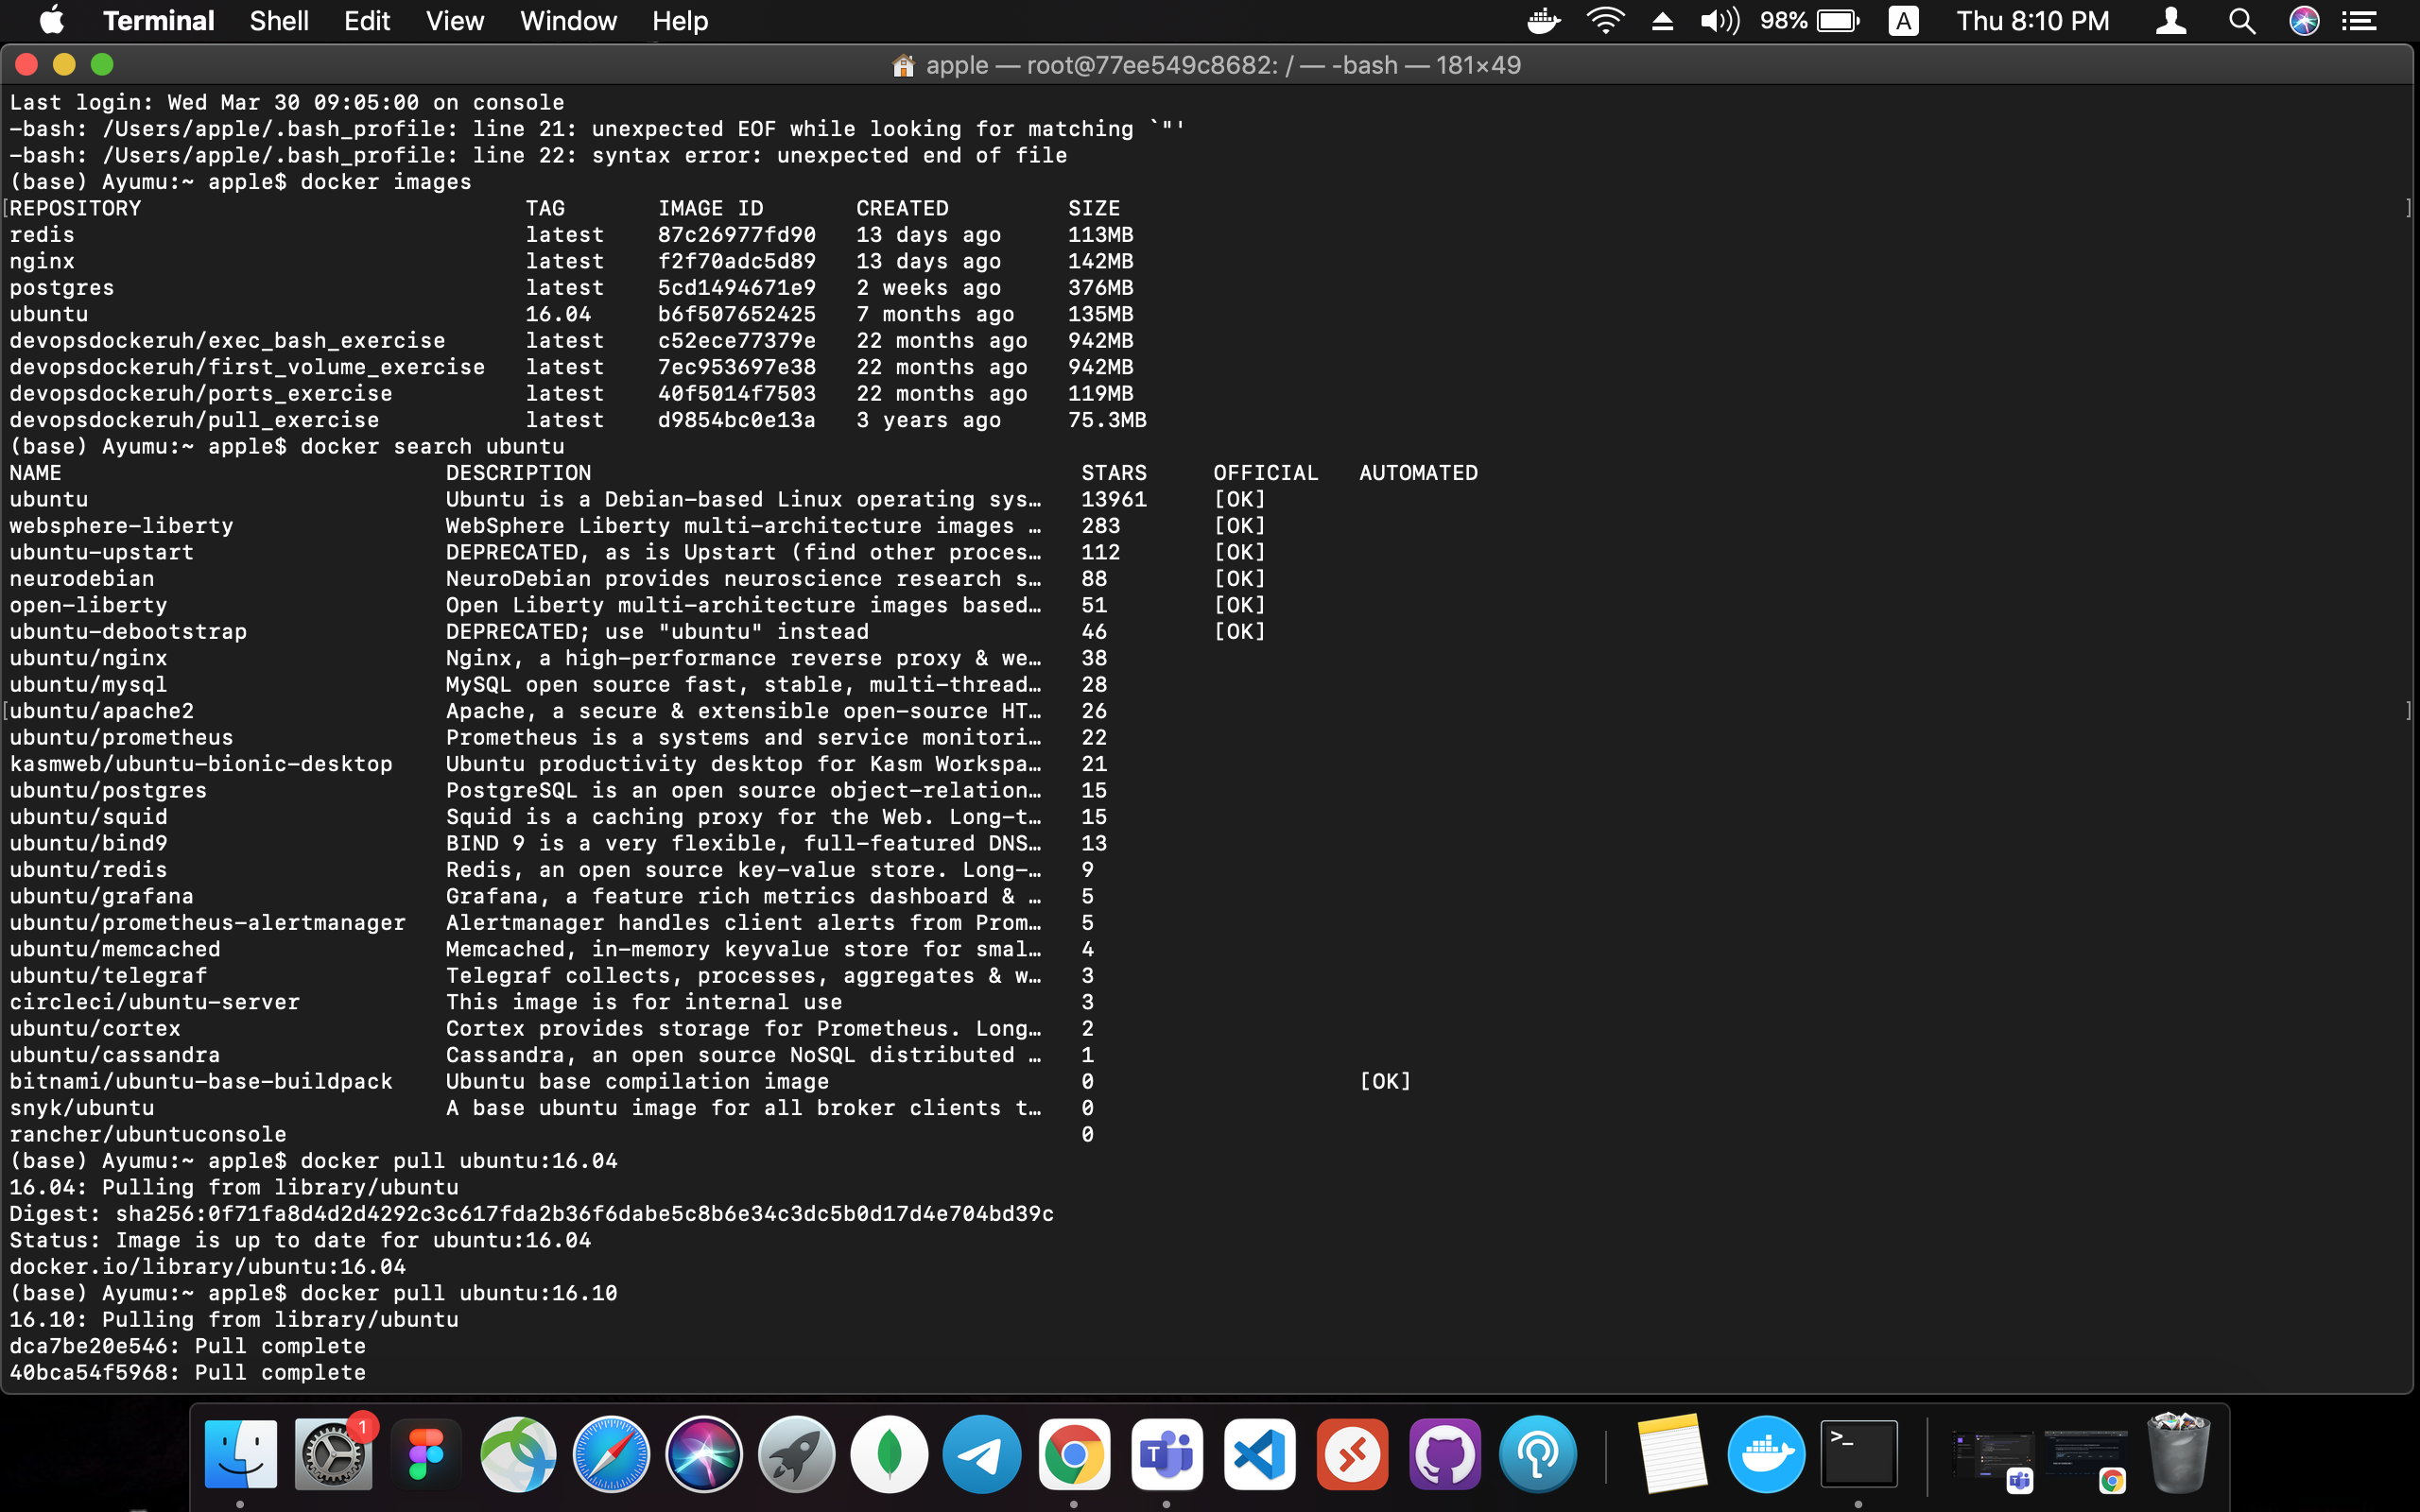 Terminal Shell Edit View Window Help 98% A Thu 8:10 PM
apple — root@77ee549c8682: / — -bash — 181×49
Last login: Wed Mar 30 09:05:00 on console
-bash: /Users/apple/.bash_profile: line 21: unexpected EOF while looking for matching `"'
-bash: /Users/apple/.bash_profile: line 22: syntax error: unexpected end of file
(base) Ayumu:~ apple$ docker images
[REPOSITORY TAG IMAGE ID CREATED SIZE ]
redis latest 87c26977fd90 13 days ago 113MB
nginx latest f2f70adc5d89 13 days ago 142MB
postgres latest 5cd1494671e9 2 weeks ago 376MB
ubuntu 16.04 b6f507652425 7 months ago 135MB
devopsdockeruh/exec_bash_exercise latest c52ece77379e 22 months ago 942MB
devopsdockeruh/first_volume_exercise latest 7ec953697e38 22 months ago 942MB
devopsdockeruh/ports_exercise latest 40f5014f7503 22 months ago 119MB
devopsdockeruh/pull_exercise latest d9854bc0e13a 3 years ago 75.3MB
(base) Ayumu:~ apple$ docker search ubuntu
NAME DESCRIPTION STARS OFFICIAL AUTOMATED
ubuntu Ubuntu is a Debian-based Linux operating sys… 13961 [OK]
websphere-liberty WebSphere Liberty multi-architecture images … 283 [OK]
ubuntu-upstart DEPRECATED, as is Upstart (find other proces… 112 [OK]
neurodebian NeuroDebian provides neuroscience research s… 88 [OK]
open-liberty Open Liberty multi-architecture images based… 51 [OK]
ubuntu-debootstrap DEPRECATED; use "ubuntu" instead 46 [OK]
ubuntu/nginx Nginx, a high-performance reverse proxy & we… 38
ubuntu/mysql MySQL open source fast, stable, multi-thread… 28
[ubuntu/apache2 Apache, a secure & extensible open-source HT… 26 ]
ubuntu/prometheus Prometheus is a systems and service monitori… 22
kasmweb/ubuntu-bionic-desktop Ubuntu productivity desktop for Kasm Workspa… 21
ubuntu/postgres PostgreSQL is an open source object-relation… 15
ubuntu/squid Squid is a caching proxy for the Web. Long-t… 15
ubuntu/bind9 BIND 9 is a very flexible, full-featured DNS… 13
ubuntu/redis Redis, an open source key-value store. Long-… 9
ubuntu/grafana Grafana, a feature rich metrics dashboard & … 5
ubuntu/prometheus-alertmanager Alertmanager handles client alerts from Prom… 5
ubuntu/memcached Memcached, in-memory keyvalue store for smal… 4
ubuntu/telegraf Telegraf collects, processes, aggregates & w… 3
circleci/ubuntu-server This image is for internal use 3
ubuntu/cortex Cortex provides storage for Prometheus. Long… 2
ubuntu/cassandra Cassandra, an open source NoSQL distributed … 1
bitnami/ubuntu-base-buildpack Ubuntu base compilation image 0 [OK]
snyk/ubuntu A base ubuntu image for all broker clients t… 0
rancher/ubuntuconsole 0
(base) Ayumu:~ apple$ docker pull ubuntu:16.04
16.04: Pulling from library/ubuntu
Digest: sha256:0f71fa8d4d2d4292c3c617fda2b36f6dabe5c8b6e34c3dc5b0d17d4e704bd39c
Status: Image is up to date for ubuntu:16.04
docker.io/library/ubuntu:16.04
(base) Ayumu:~ apple$ docker pull ubuntu:16.10
16.10: Pulling from library/ubuntu
dca7be20e546: Pull complete
40bca54f5968: Pull complete
1
T
>_